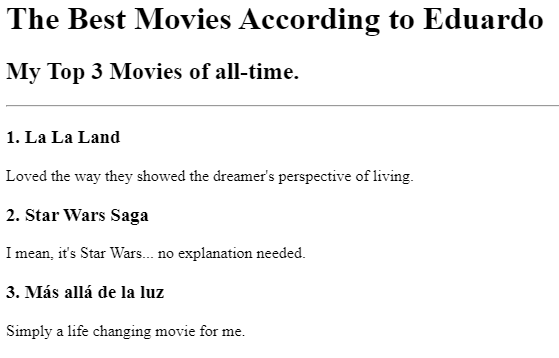 The Best Movies According to Eduardo
My Top 3 Movies of all-time.
1. La La Land
Loved the way they showed the dreamer's perspective of living.
2. Star Wars Saga
I mean, it's Star Wars... no explanation needed.
3. Más allá de la luz
Simply a life changing movie for me.